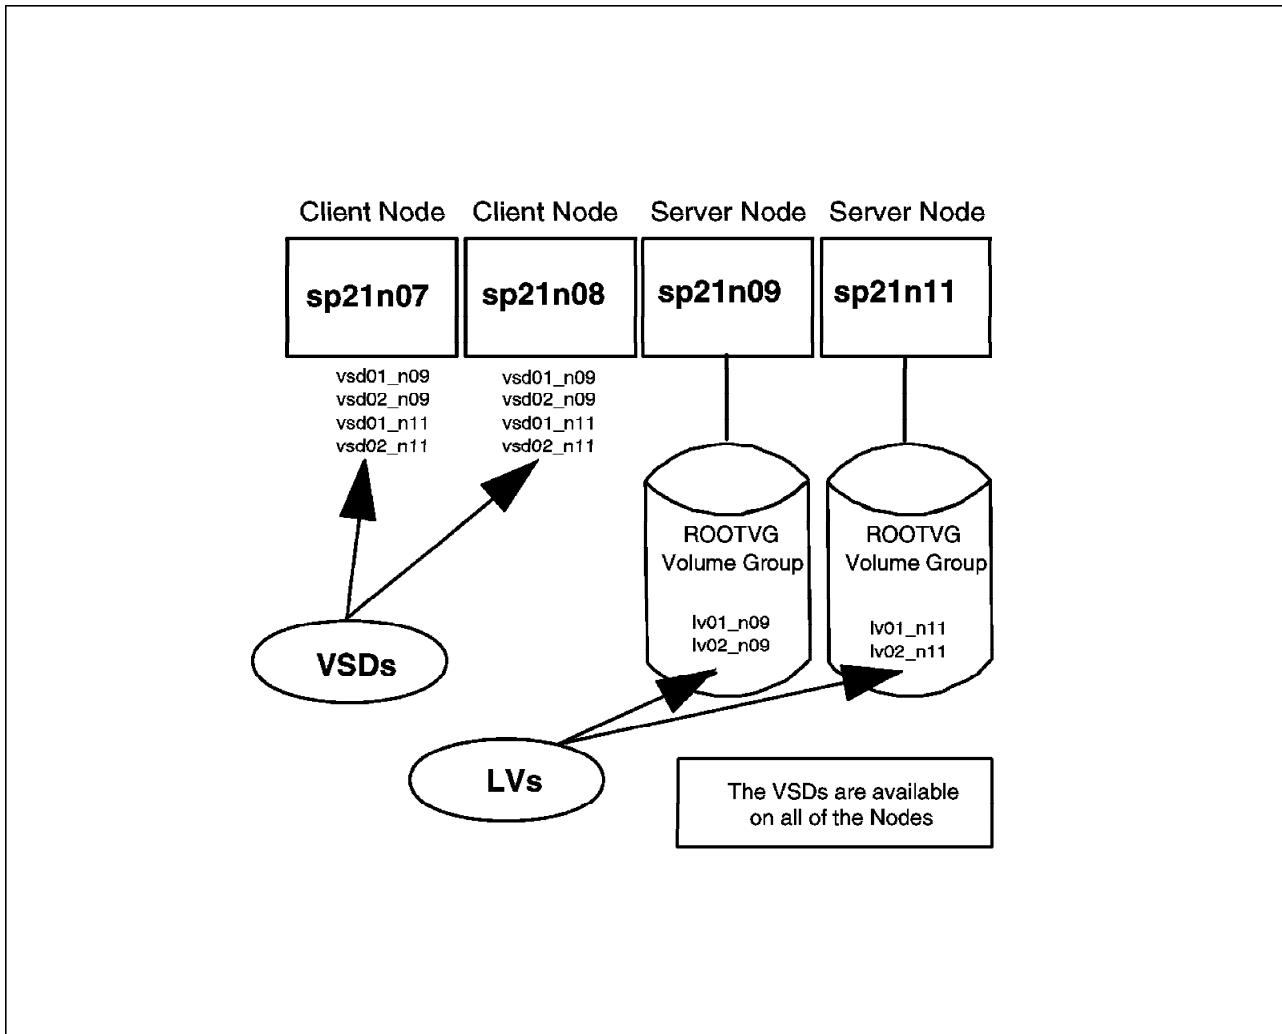 Client Node Client Node Server Node Server Node
sp21n07 sp21n08 sp21n09 sp21n11
vsd01_n09 vsd01_n09
vsd02_n09 vsd02_n09
vsd01_n11 vsd01_n11
vsd02_n11 vsd02_n11
ROOTVG ROOTVG
Volume Group Volume Group
lv01_n09 lv01_n11
lv02_n09 lv02_n11
VSDs
LVs
The VSDs are available
on all of the Nodes